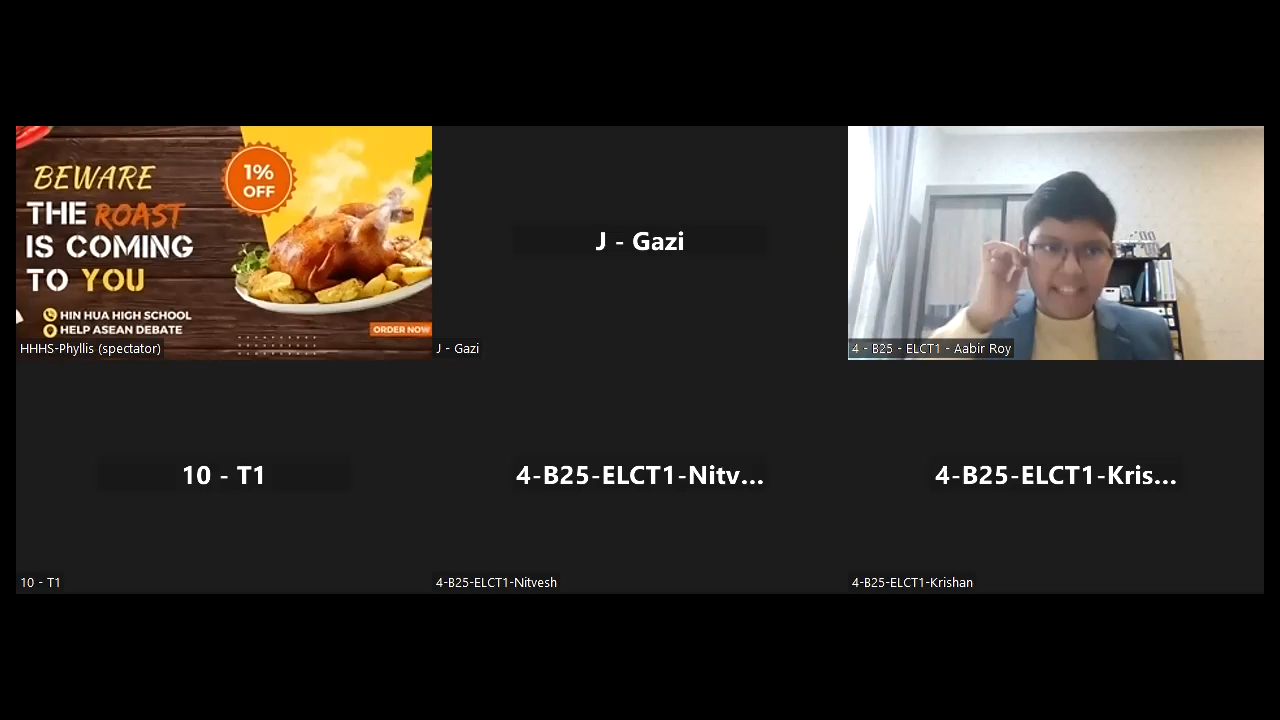 BEWARE
THE ROAST
IS COMING
TO YOU
1%
OFF
HIN HUA HIGH SCHOOL
HELP ASEAN DEBATE
ORDER NOW
HHHS-Phyllis (spectator)
J - Gazi
J - Gazi
4 - B25 - ELCT1 - Aabir Roy
10 - T1
10 - T1
4-B25-ELCT1-Nitv...
4-B25-ELCT1-Nitvesh
4-B25-ELCT1-Kris...
4-B25-ELCT1-Krishan